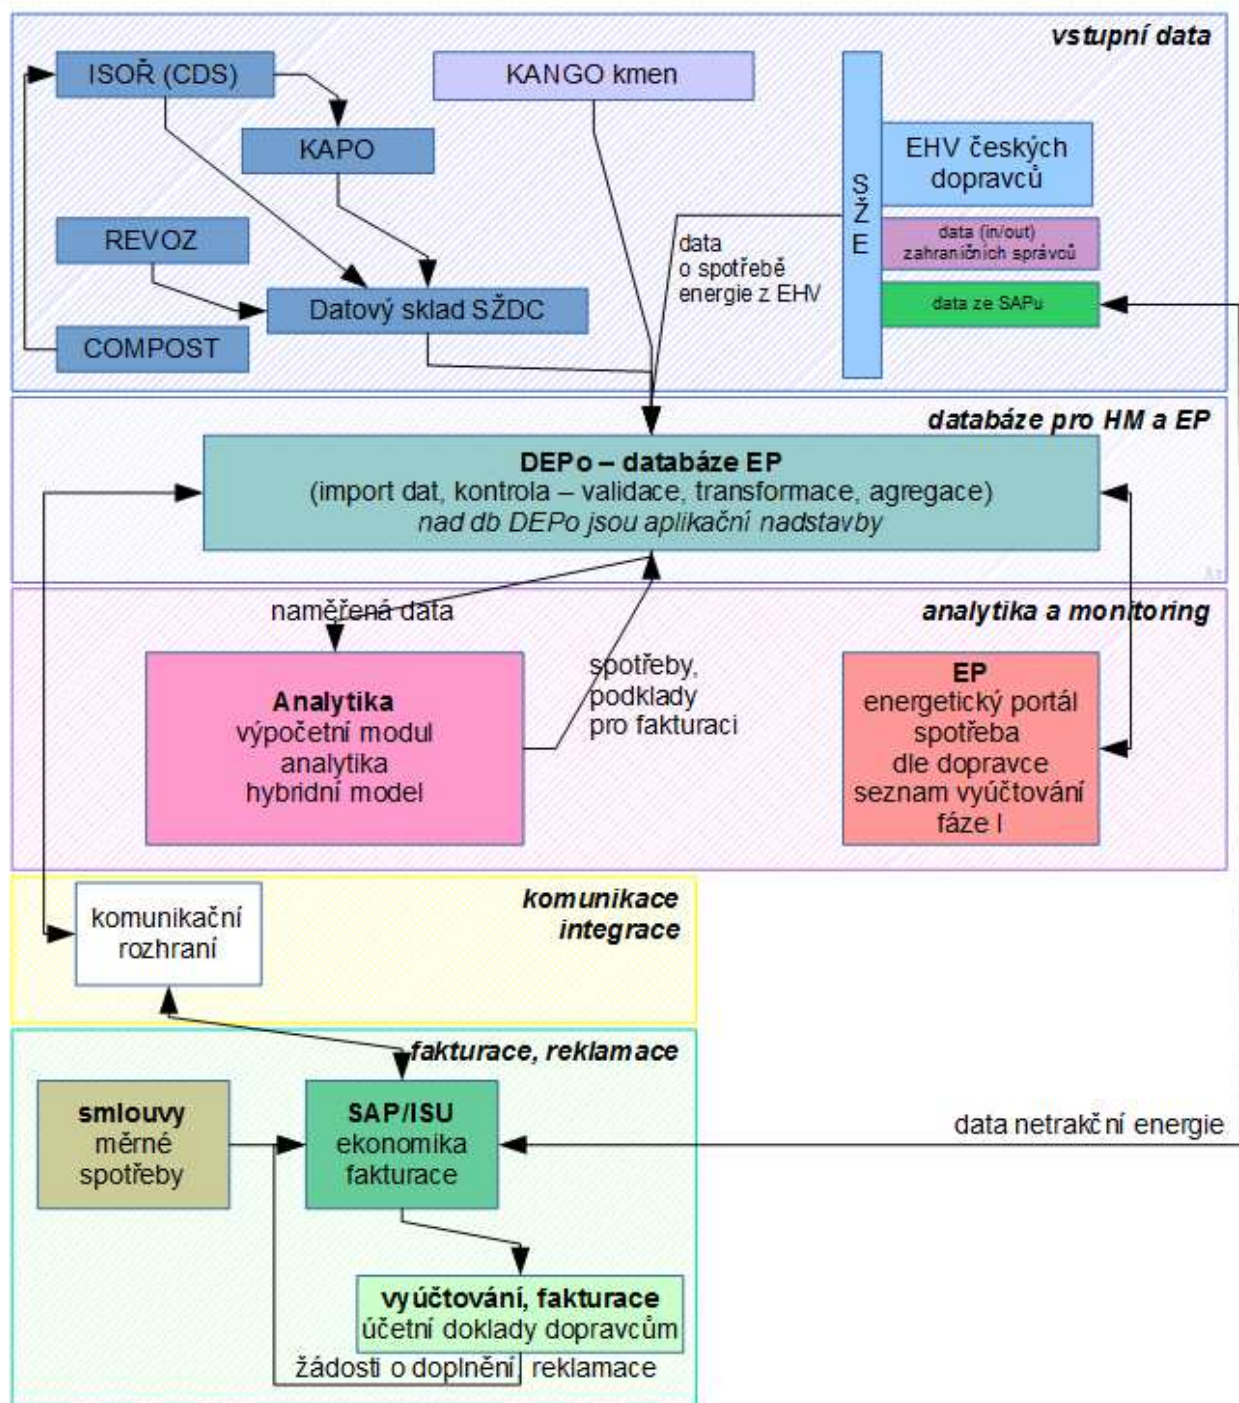 vstupní data
ISOŘ (CDS)
KANGO kmen
KAPO
SŽE
EHV českých
dopravců
REVOZ
data
o spotřebě
energie z EHV
data (in/out)
zahraničních správců
Datový sklad SŽDC
data ze SAPu
COMPOST
databáze pro HM a EP
DEPo – databáze EP
(import dat, kontrola – validace, transformace, agregace)
nad db DEPo jsou aplikační nadstavby
analytika a monitoring
naměřená data
Analytika
výpočetní modul
analytika
hybridní model
spotřeby,
podklady
pro fakturaci
EP
energetický portál
spotřeba
dle dopravce
seznam vyúčtování
fáze I
komunikace
integrace
komunikační
rozhraní
fakturace, reklamace
smlouvy
měrné
spotřeby
SAP/ISU
ekonomika
fakturace
data netrakční energie
vyúčtování, fakturace
účetní doklady dopravcům
žádosti o doplnění, reklamace